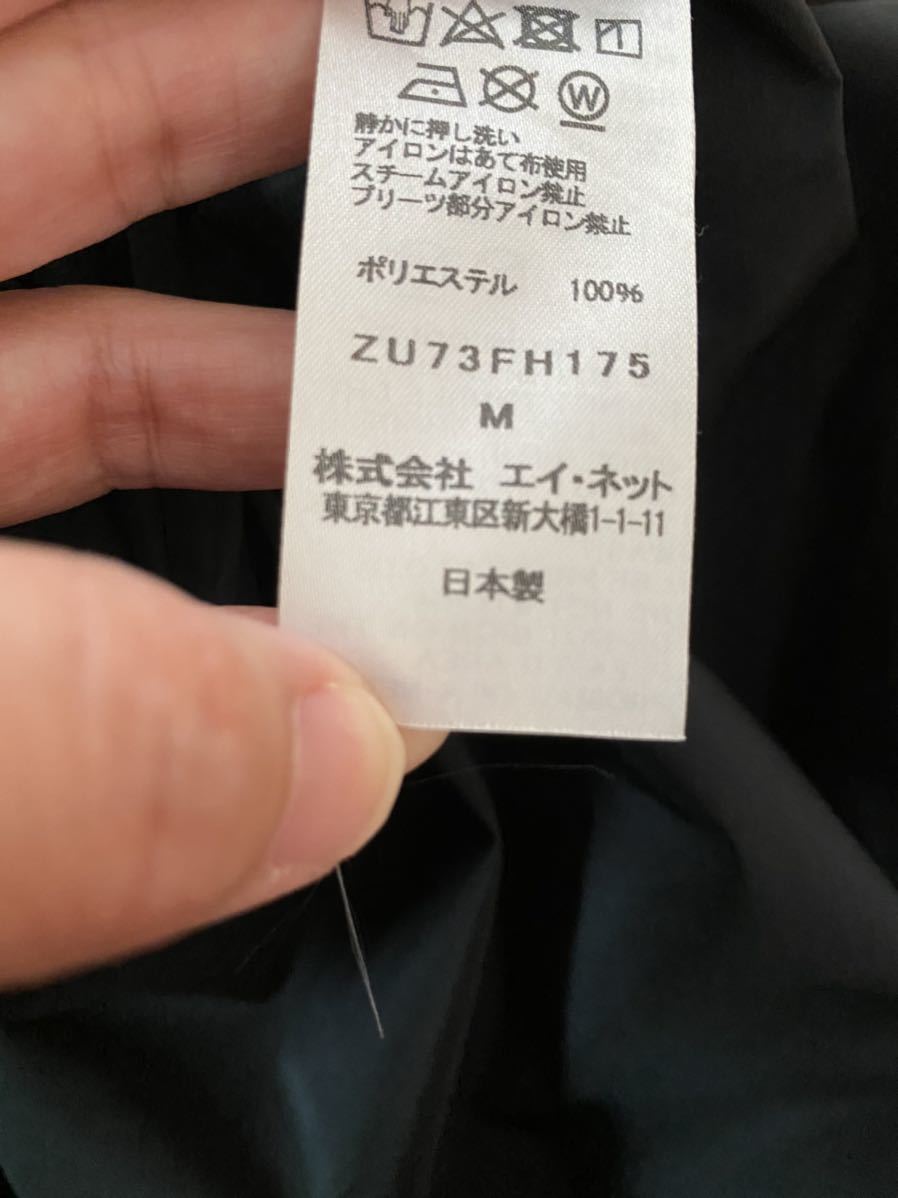 W
静かに押し洗い
アイロンはあて布使用
スチームアイロン禁止
プリーツ部分アイロン禁止
ポリエステル 100%
ZU73FH175
M
株式会社 エイ・ネット
東京都江東区新大橋1-1-11
日本製